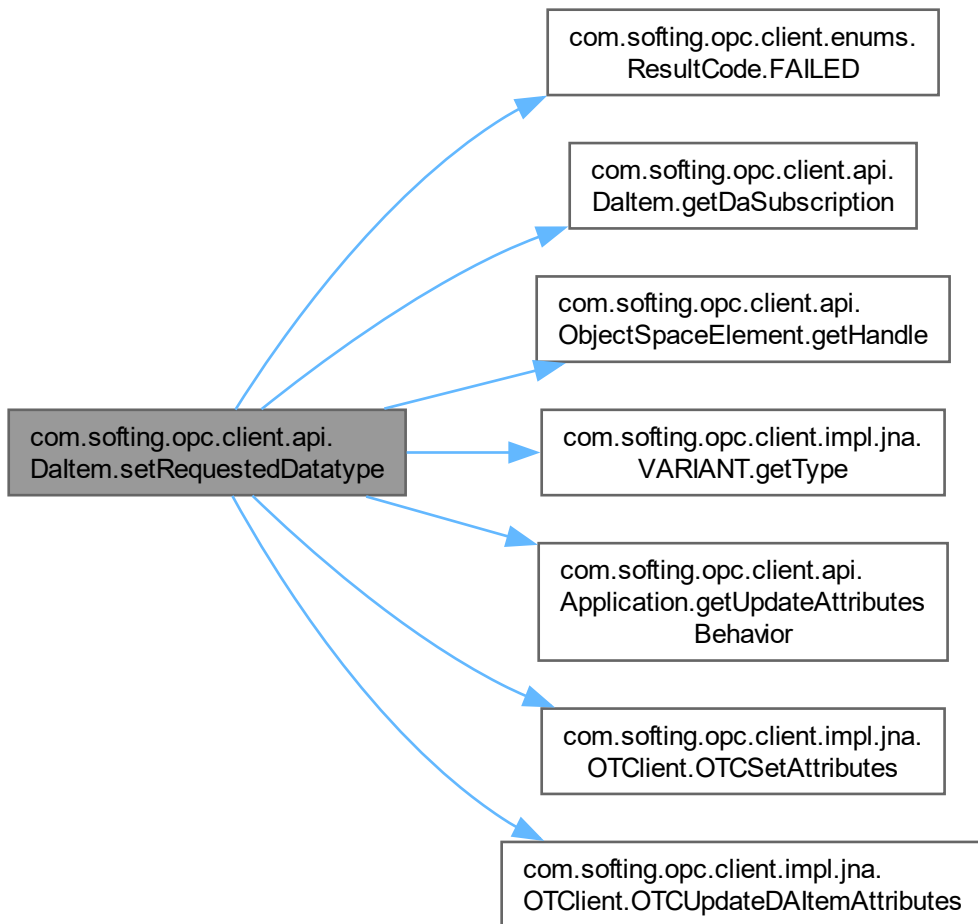 com.softing.opc.client.enums.
ResultCode.FAILED
com.softing.opc.client.api.
DaItem.getDaSubscription
com.softing.opc.client.api.
ObjectSpaceElement.getHandle
com.softing.opc.client.api.
DaItem.setRequestedDatatype
com.softing.opc.client.impl.jna.
VARIANT.getType
com.softing.opc.client.api.
Application.getUpdateAttributes
Behavior
com.softing.opc.client.impl.jna.
OTClient.OTCSetAttributes
com.softing.opc.client.impl.jna.
OTClient.OTCUpdateDAItemAttributes